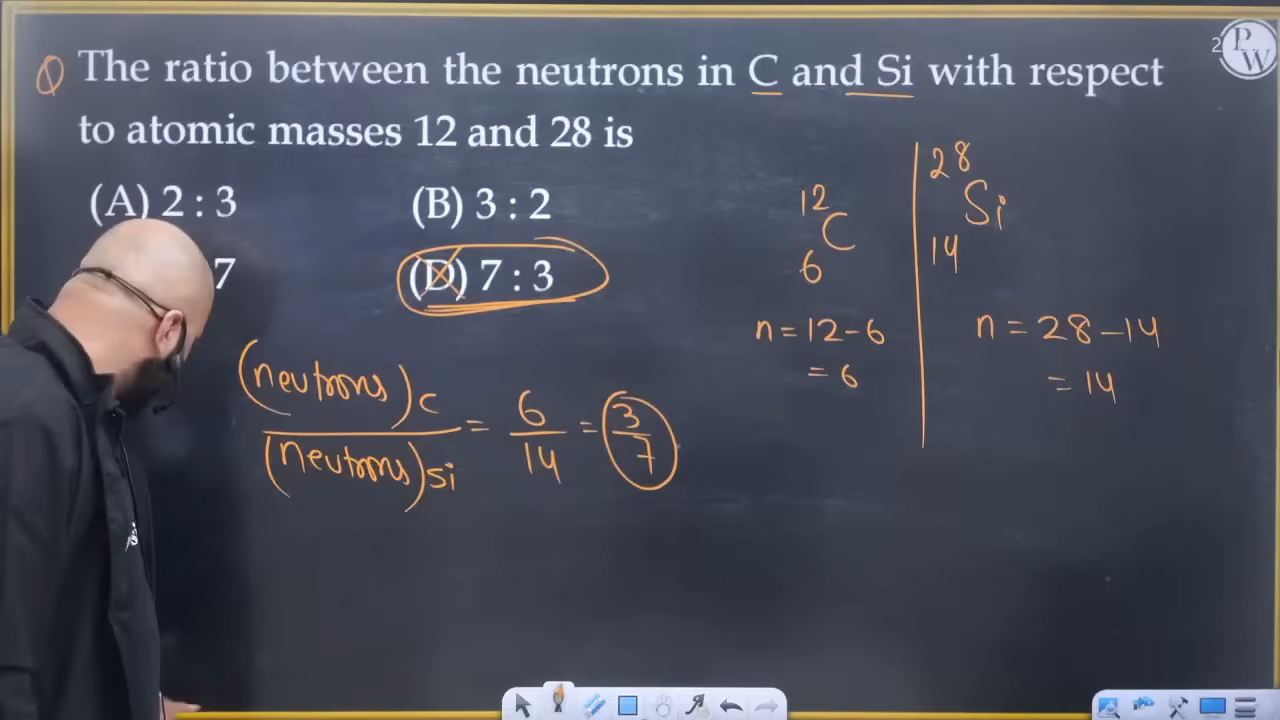 Q The ratio between the neutrons in C and Si with respect
to atomic masses 12 and 28 is
(A) 2 : 3
(B) 3 : 2
7
(D) 7 : 3
12
C
6
n = 12 - 6
= 6
28
Si
14
n = 28 - 14
= 14
(neutrons)C / (neutrons)Si = 6/14 = 3/7
2
PW